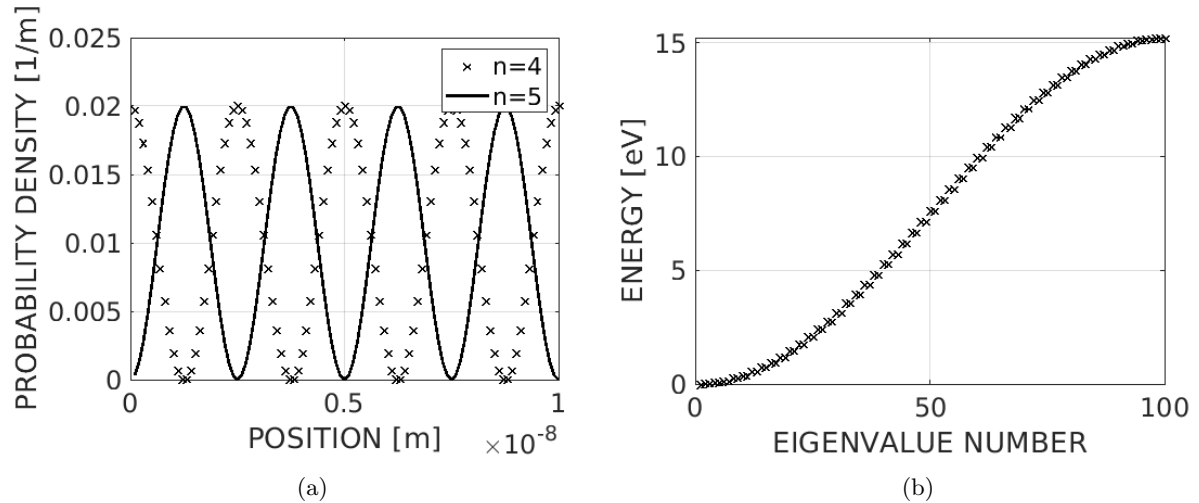 0.025
0.02
0.015
0.01
0.005
0
PROBABILITY DENSITY [1/m]
n=4
n=5
0
0.5
1
POSITION [m]
×10-8
(a)
15
10
5
0
ENERGY [eV]
0
50
100
EIGENVALUE NUMBER
(b)